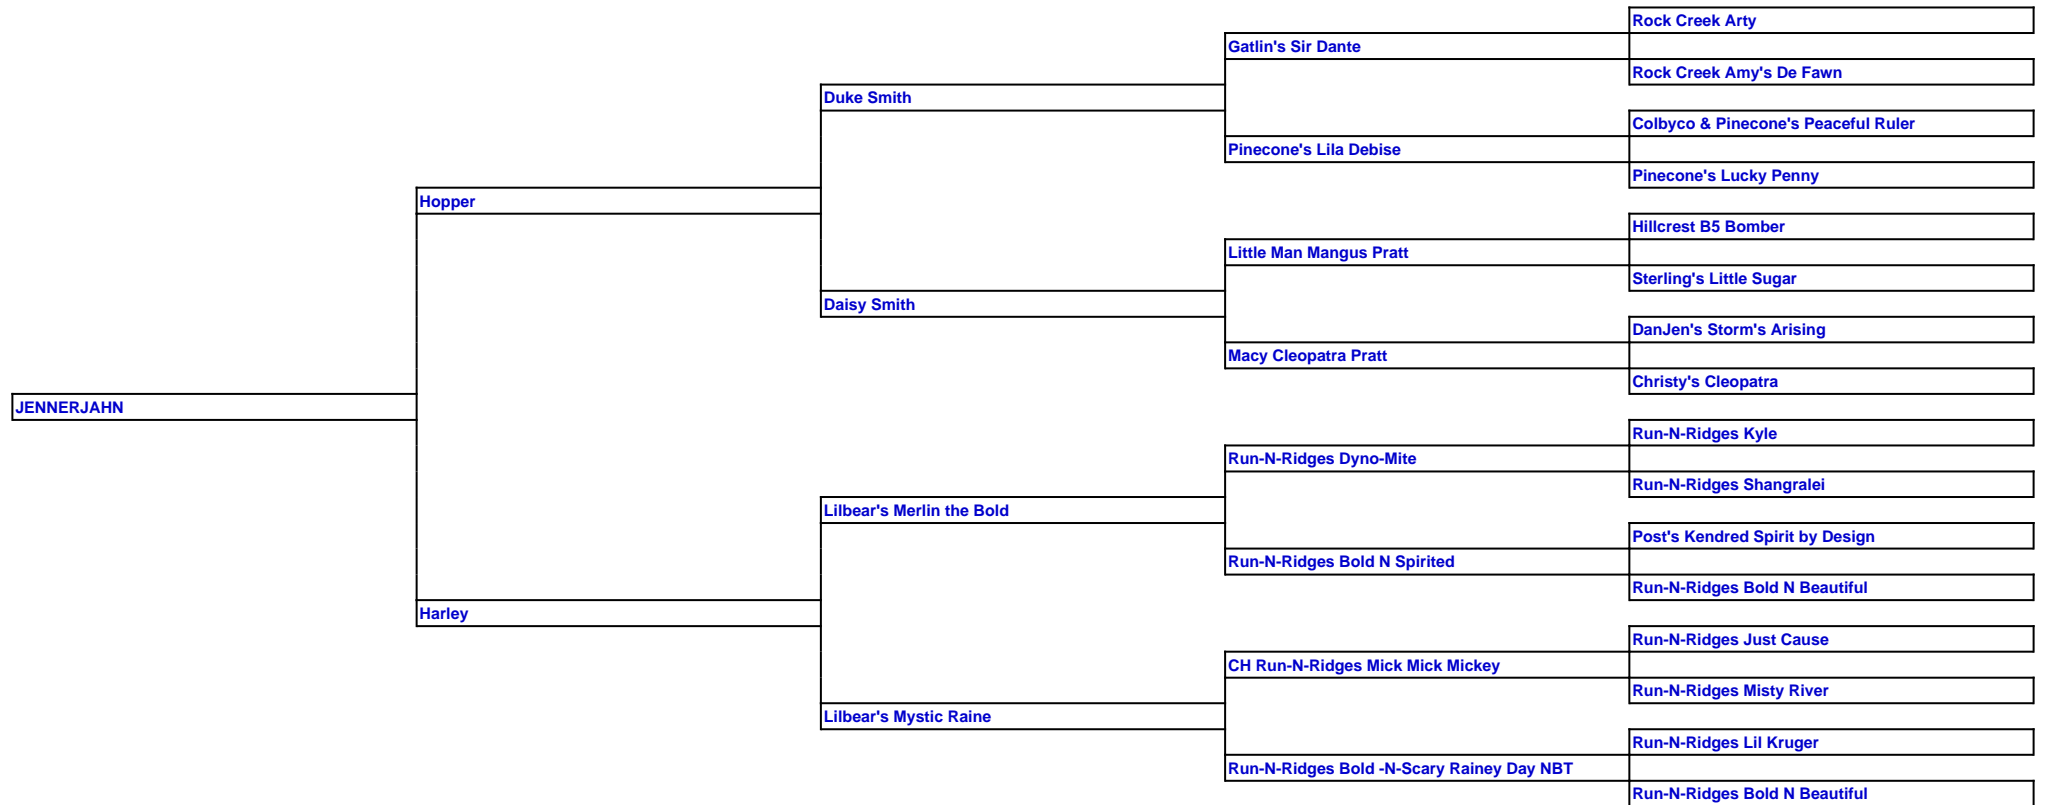 Rock Creek Arty
Gatlin's Sir Dante
Rock Creek Amy's De Fawn
Duke Smith
Colbyco & Pinecone's Peaceful Ruler
Pinecone's Lila Debise
Pinecone's Lucky Penny
Hopper
Hillcrest B5 Bomber
Little Man Mangus Pratt
Sterling's Little Sugar
Daisy Smith
DanJen's Storm's Arising
Macy Cleopatra Pratt
Christy's Cleopatra
JENNERJAHN
Run-N-Ridges Kyle
Run-N-Ridges Dyno-Mite
Run-N-Ridges Shangralei
Lilbear's Merlin the Bold
Post's Kendred Spirit by Design
Run-N-Ridges Bold N Spirited
Run-N-Ridges Bold N Beautiful
Harley
Run-N-Ridges Just Cause
CH Run-N-Ridges Mick Mick Mickey
Run-N-Ridges Misty River
Lilbear's Mystic Raine
Run-N-Ridges Lil Kruger
Run-N-Ridges Bold -N-Scary Rainey Day NBT
Run-N-Ridges Bold N Beautiful